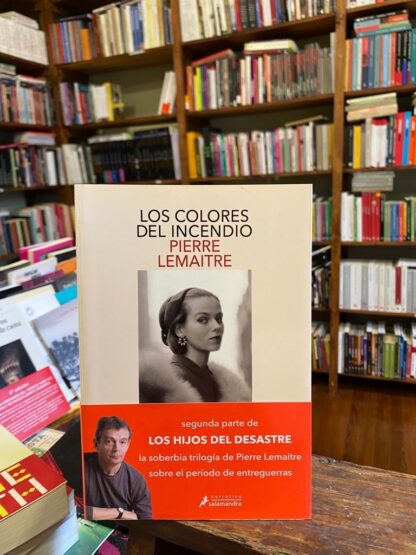 LOS COLORES
DEL INCENDIO
PIERRE
LEMAITRE
segunda parte de
LOS HIJOS DEL DESASTRE
la soberbia trilogía de Pierre Lemaitre
sobre el período de entreguerras
narrativa
salamandra